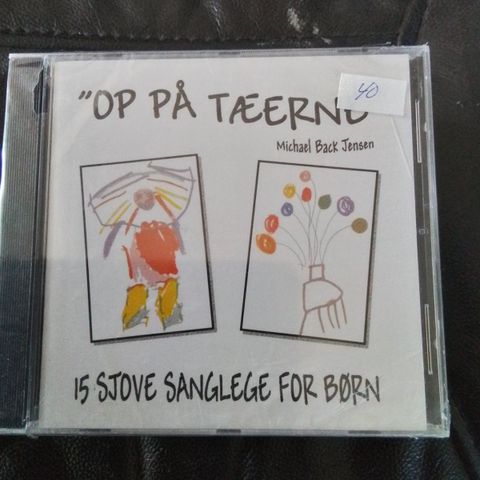 "OP PÅ TÆERNE
40
Michael Back Jensen
15 SJOVE SANGLEGE FOR BØRN